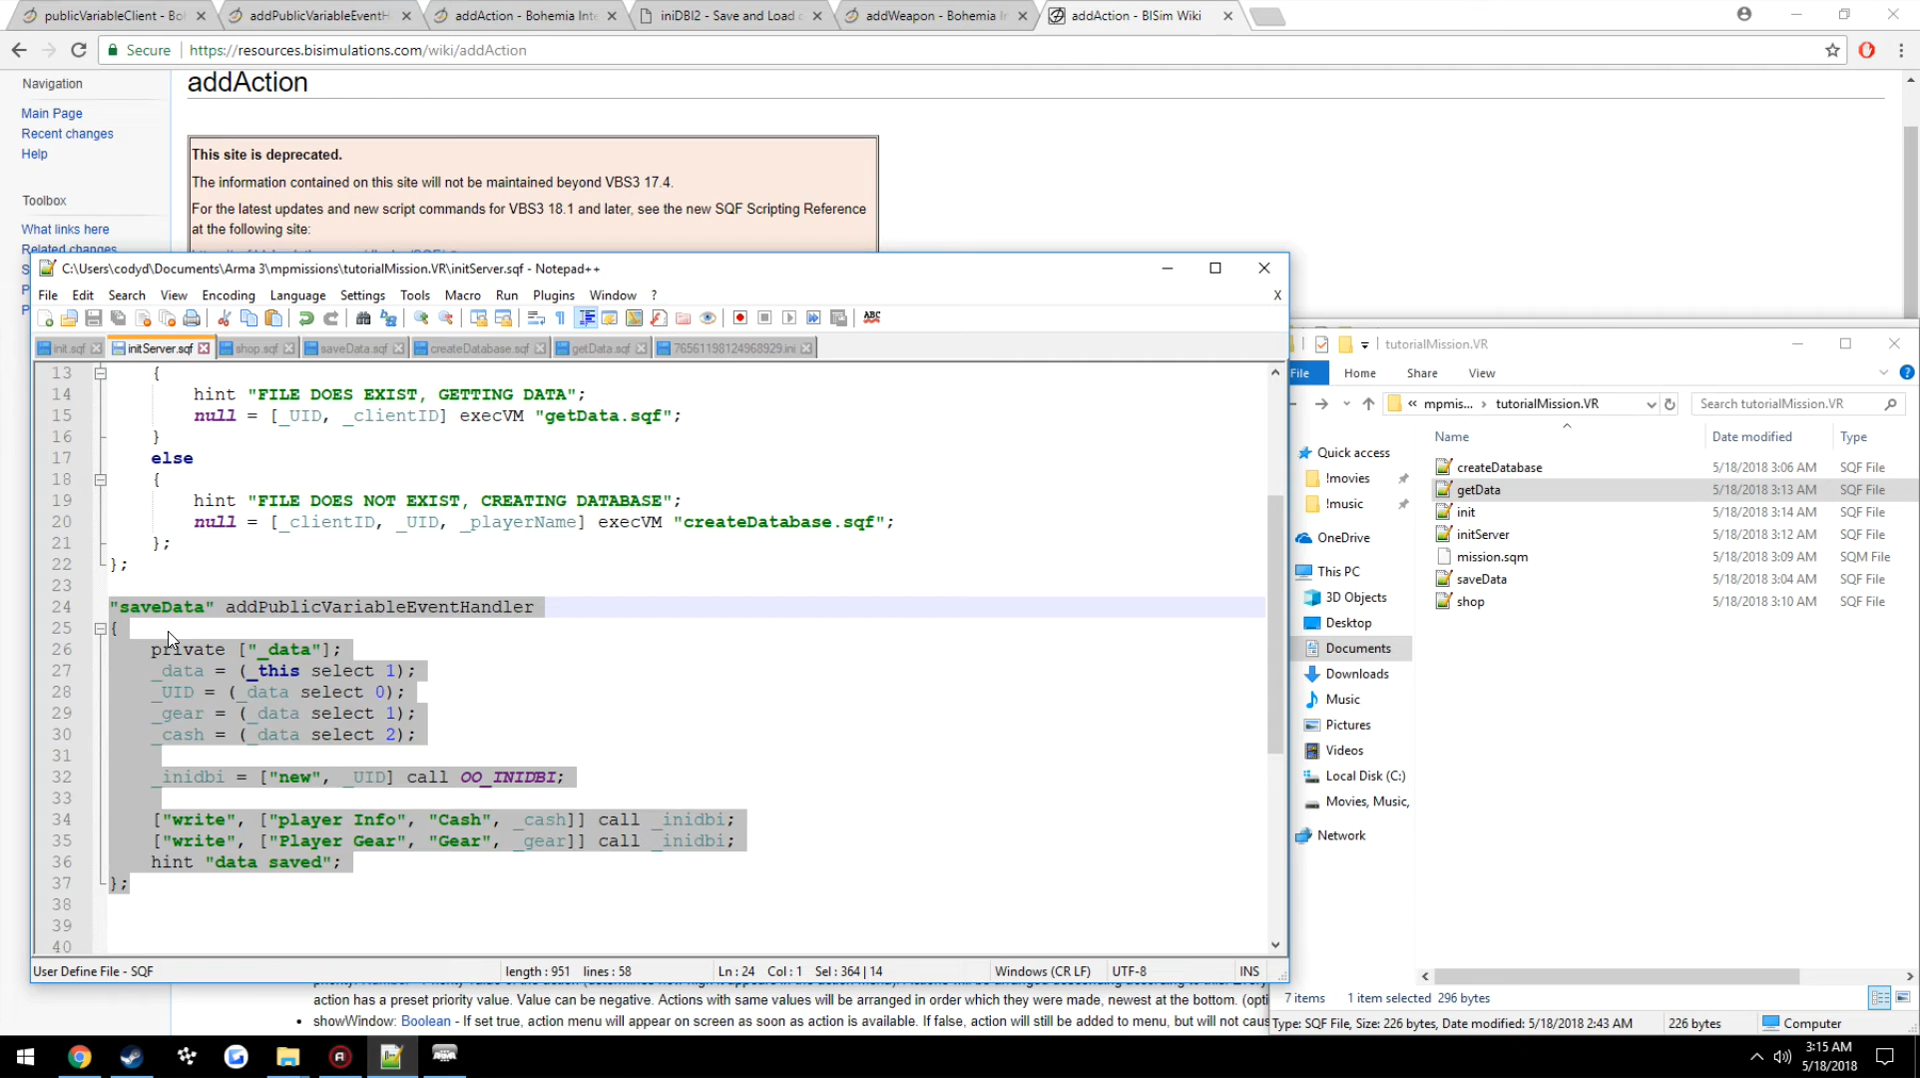 publicVariableClient - Bo
addPublicVariableEventH
addAction - Bohemia Inte
iniDBI2 - Save and Load o
addWeapon - Bohemia In
addAction - BISim Wiki
Secure
https://resources.bisimulations.com/wiki/addAction
Navigation
Main Page
Recent changes
Help
Toolbox
What links here
Related changes
addAction
This site is deprecated.
The information contained on this site will not be maintained beyond VBS3 17.4.
For the latest updates and new script commands for VBS3 18.1 and later, see the new SQF Scripting Reference
at the following site:
C:\Users\codyd\Documents\Arma 3\mpmissions\tutorialMission.VR\initServer.sqf - Notepad++
File Edit Search View Encoding Language Settings Tools Macro Run Plugins Window ? X
ABC
init.sqf initServer.sqf shop.sqf saveData.sqf createDatabase.sqf getData.sqf 76561198124968929.ini
13 {
14 hint "FILE DOES EXIST, GETTING DATA";
15 null = [_UID, _clientID] execVM "getData.sqf";
16 }
17 else
18 {
19 hint "FILE DOES NOT EXIST, CREATING DATABASE";
20 null = [_clientID, _UID, _playerName] execVM "createDatabase.sqf";
21 };
22 };
23
24 "saveData" addPublicVariableEventHandler
25 {
26 private ["_data"];
27 _data = (_this select 1);
28 _UID = (_data select 0);
29 _gear = (_data select 1);
30 _cash = (_data select 2);
31
32 _inidbi = ["new", _UID] call OO_INIDBI;
33
34 ["write", ["player Info", "Cash", _cash]] call _inidbi;
35 ["write", ["Player Gear", "Gear", _gear]] call _inidbi;
36 hint "data saved";
37 };
38
39
40
User Define File - SQF
length : 951 lines : 58
Ln : 24 Col : 1 Sel : 364 | 14
Windows (CR LF)
UTF-8
INS
action has a preset priority value. Value can be negative. Actions with same values will be arranged in order which they were made, newest at the bottom. (opti
showWindow: Boolean - If set true, action menu will appear on screen as soon as action is available. If false, action will still be added to menu, but will not cau
tutorialMission.VR
File Home Share View
mpmis... tutorialMission.VR
Search tutorialMission.VR
Quick access
!movies
!music
OneDrive
This PC
3D Objects
Desktop
Documents
Downloads
Music
Pictures
Videos
Local Disk (C:)
Movies, Music,
Network
Name Date modified Type
createDatabase 5/18/2018 3:06 AM SQF File
getData 5/18/2018 3:13 AM SQF File
init 5/18/2018 3:14 AM SQF File
initServer 5/18/2018 3:12 AM SQF File
mission.sqm 5/18/2018 3:09 AM SQM File
saveData 5/18/2018 3:04 AM SQF File
shop 5/18/2018 3:10 AM SQF File
7 items 1 item selected 296 bytes
Type: SQF File, Size: 226 bytes, Date modified: 5/18/2018 2:43 AM
226 bytes
Computer
3:15 AM
5/18/2018